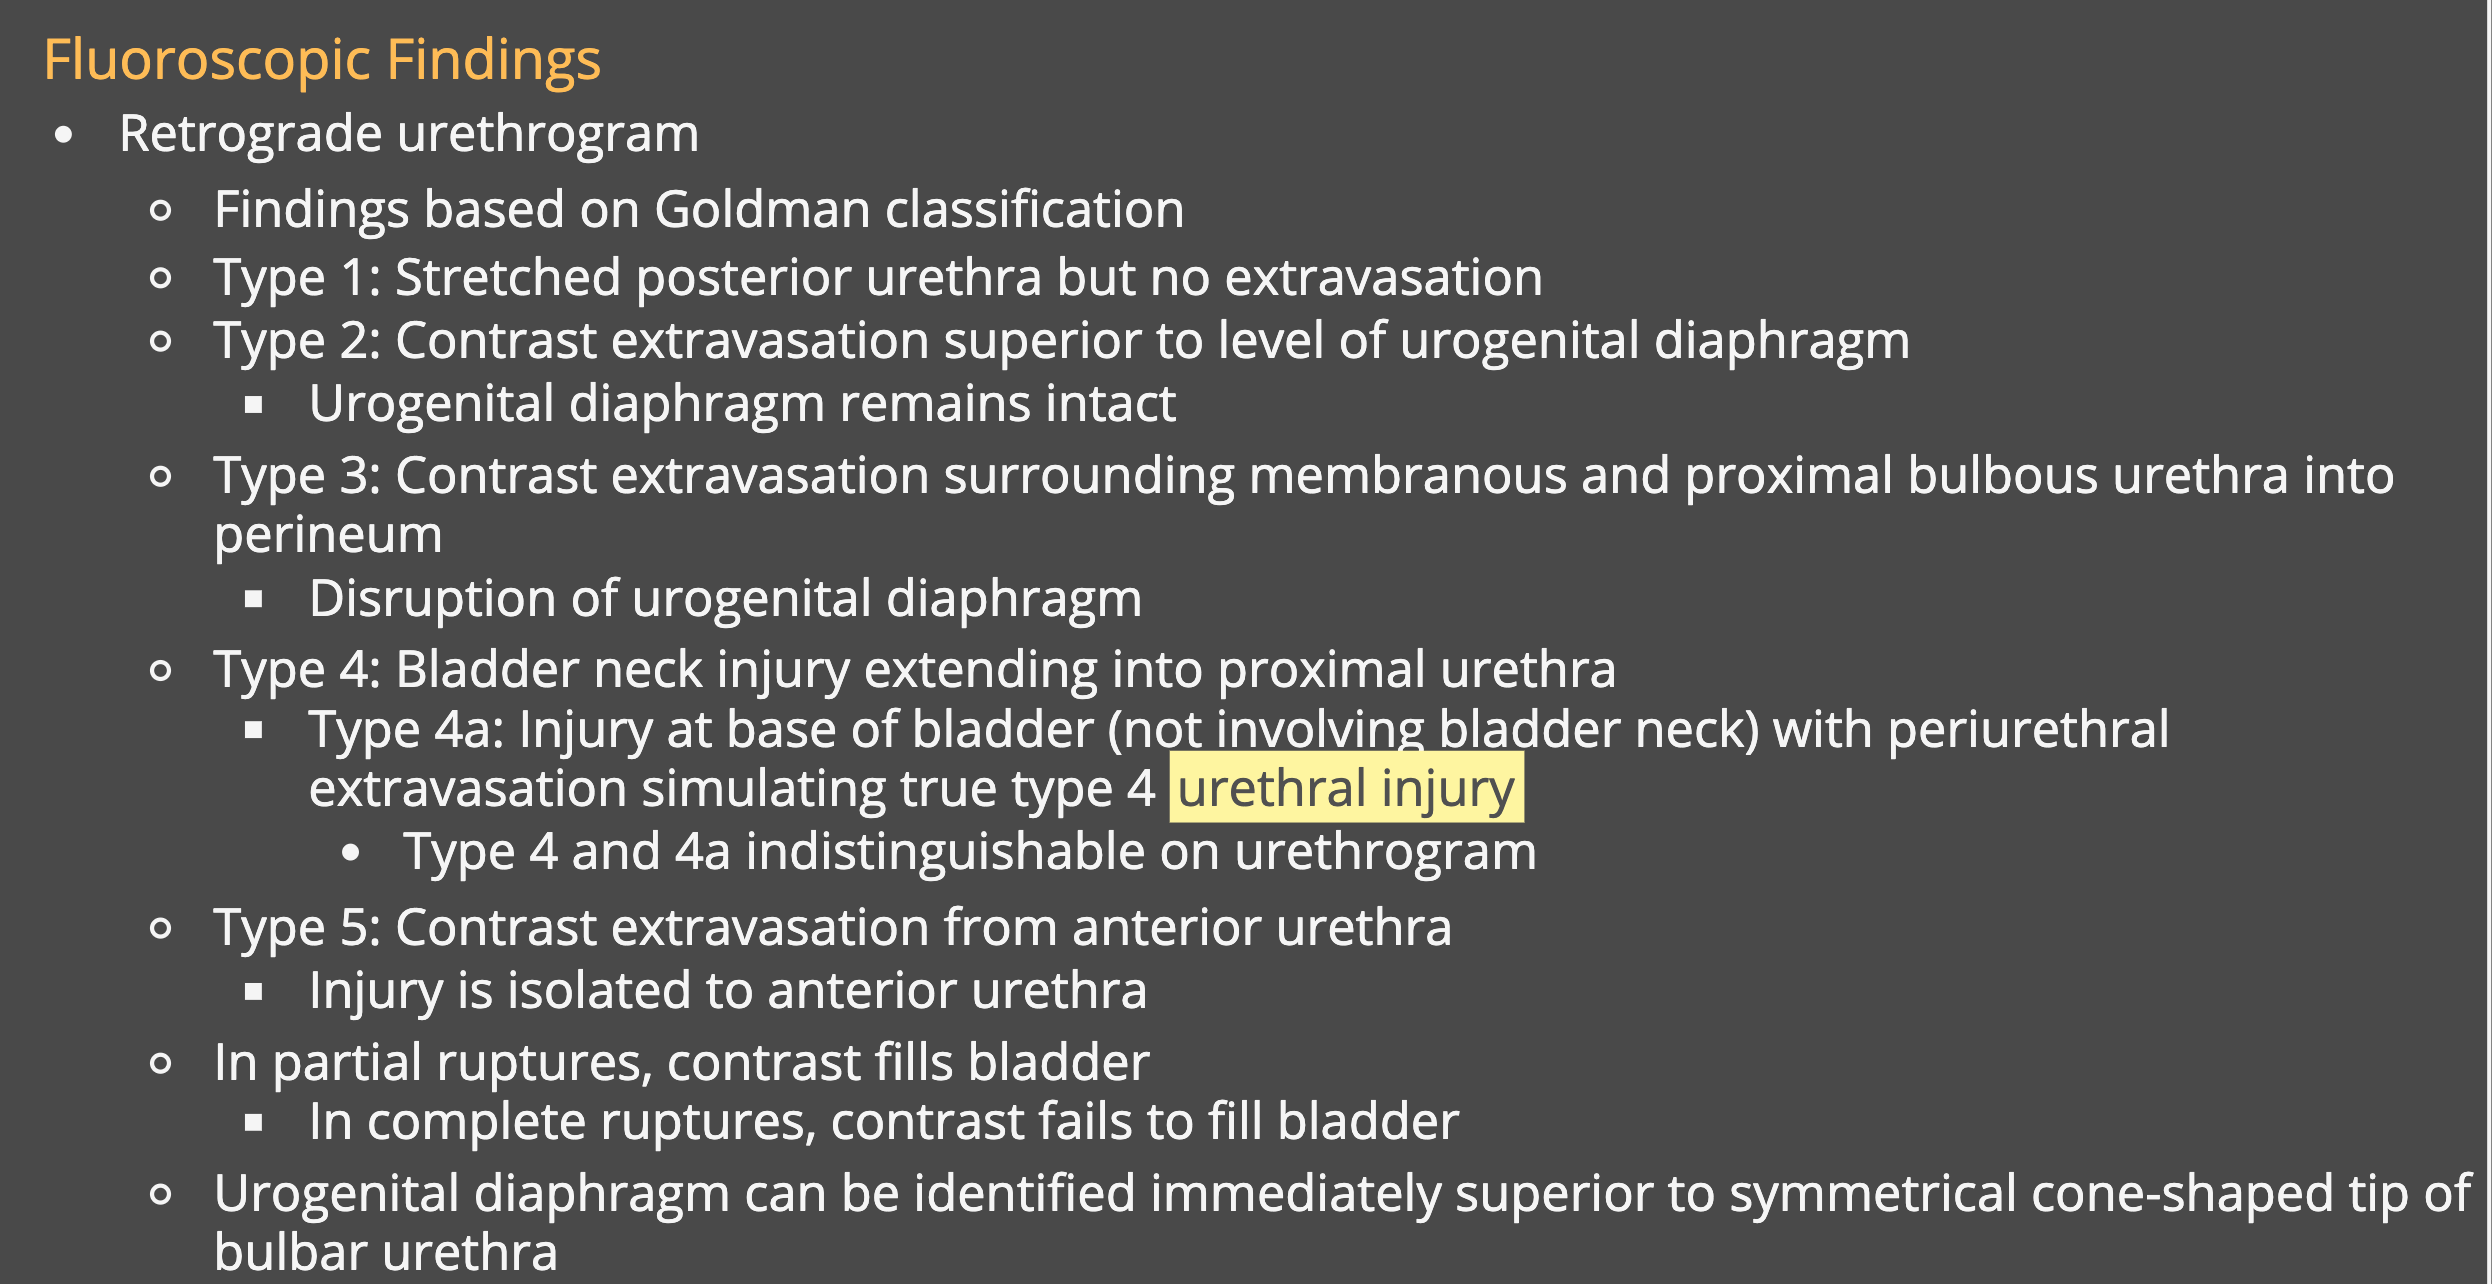 Fluoroscopic Findings
• Retrograde urethrogram
◦ Findings based on Goldman classification
◦ Type 1: Stretched posterior urethra but no extravasation
◦ Type 2: Contrast extravasation superior to level of urogenital diaphragm
▪ Urogenital diaphragm remains intact
◦ Type 3: Contrast extravasation surrounding membranous and proximal bulbous urethra into
perineum
▪ Disruption of urogenital diaphragm
◦ Type 4: Bladder neck injury extending into proximal urethra
▪ Type 4a: Injury at base of bladder (not involving bladder neck) with periurethral
extravasation simulating true type 4 urethral injury
• Type 4 and 4a indistinguishable on urethrogram
◦ Type 5: Contrast extravasation from anterior urethra
▪ Injury is isolated to anterior urethra
◦ In partial ruptures, contrast fills bladder
▪ In complete ruptures, contrast fails to fill bladder
◦ Urogenital diaphragm can be identified immediately superior to symmetrical cone-shaped tip of
bulbar urethra